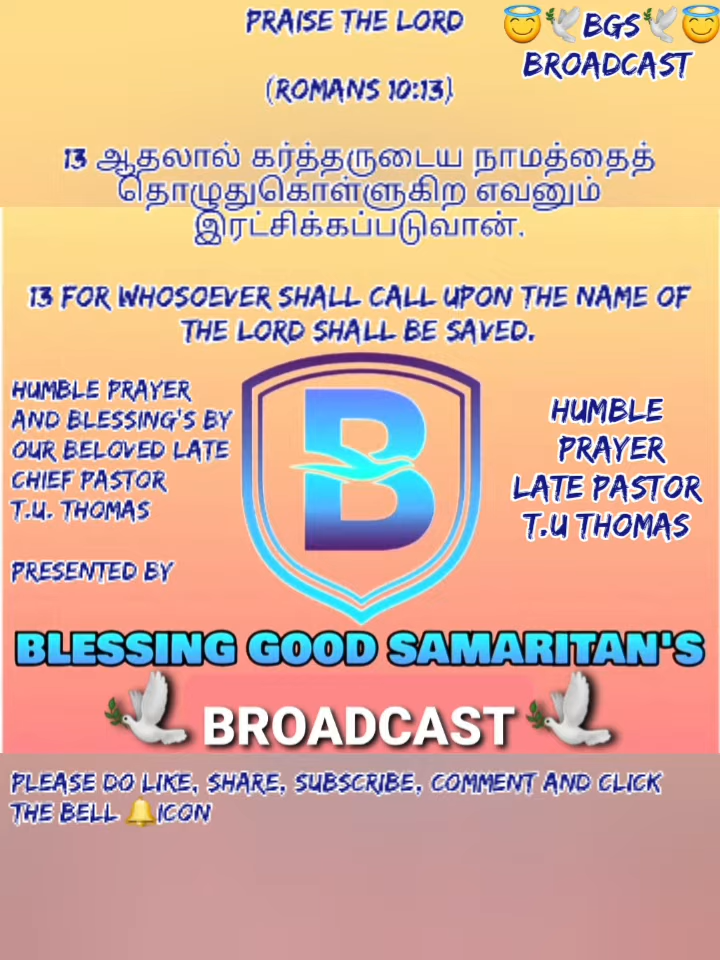 PRAISE THE LORD
😇🕊️BGS🕊️😇
BROADCAST
(ROMANS 10:13)
13 ஆதலால் கர்த்தருடைய நாமத்தைத்
தொழுதுகொள்ளுகிற எவனும்
இரட்சிக்கப்படுவான்.
13 FOR WHOSOEVER SHALL CALL UPON THE NAME OF
THE LORD SHALL BE SAVED.
HUMBLE PRAYER
AND BLESSING'S BY
OUR BELOVED LATE
CHIEF PASTOR
T.U. THOMAS
PRESENTED BY
B
HUMBLE
PRAYER
LATE PASTOR
T.U THOMAS
BLESSING GOOD SAMARITAN'S
BROADCAST
PLEASE DO LIKE, SHARE, SUBSCRIBE, COMMENT AND CLICK
THE BELL 🔔ICON